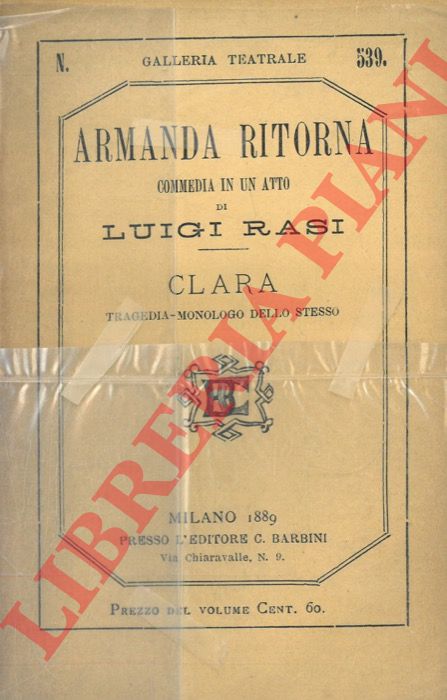 N. GALLERIA TEATRALE 539.
ARMANDA RITORNA
COMMEDIA IN UN ATTO
DI
LUIGI RASI
CLARA
TRAGEDIA-MONOLOGO DELLO STESSO
MILANO 1889
PRESSO L'EDITORE C. BARBINI
Via Chiaravalle, N. 9.
PREZZO DEL VOLUME CENT. 60.
LIBRERIA PIANI